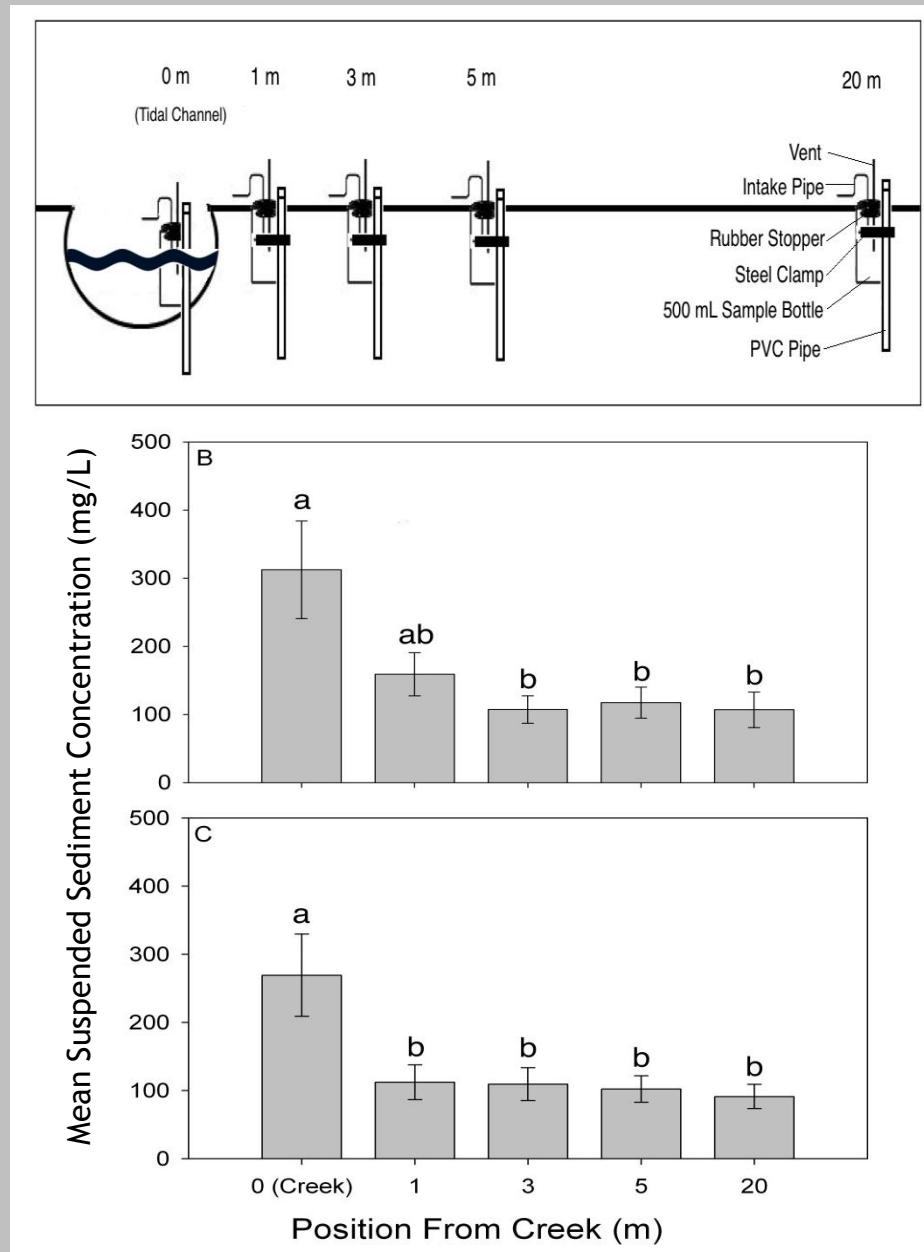 0 m 1 m 3 m 5 m 20 m
(Tidal Channel)
Vent
Intake Pipe
Rubber Stopper
Steel Clamp
500 mL Sample Bottle
PVC Pipe
Mean Suspended Sediment Concentration (mg/L)
B
500
400
300
200
100
0
a
ab
b
b
b
C
500
400
300
200
100
0
a
b
b
b
b
0 (Creek) 1 3 5 20
Position From Creek (m)